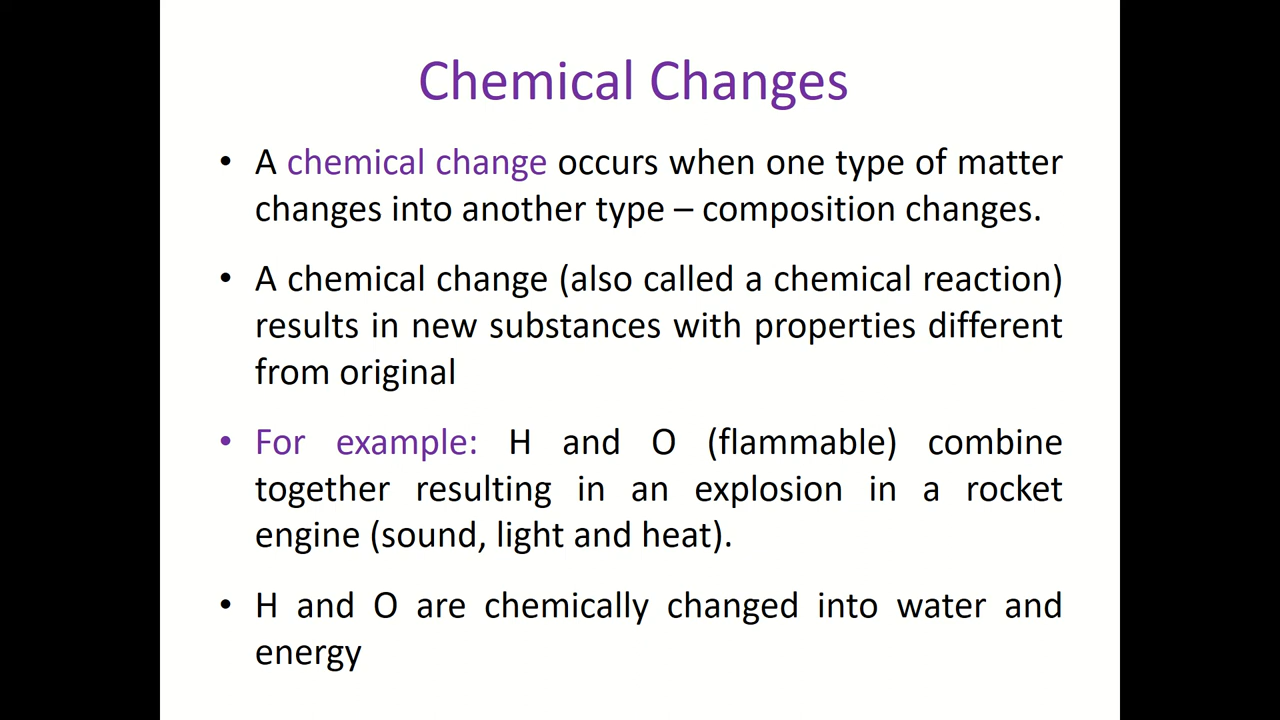 Chemical Changes
• A chemical change occurs when one type of matter
changes into another type – composition changes.
• A chemical change (also called a chemical reaction)
results in new substances with properties different
from original
• For example: H and O (flammable) combine
together resulting in an explosion in a rocket
engine (sound, light and heat).
• H and O are chemically changed into water and
energy